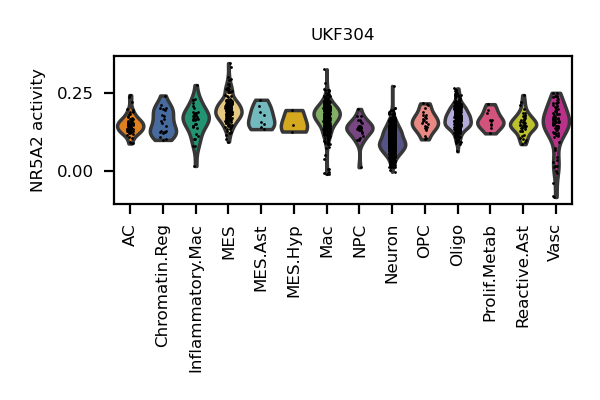 UKF304
NR5A2 activity
0.25
0.00
AC
Chromatin.Reg
Inflammatory.Mac
MES
MES.Ast
MES.Hyp
Mac
NPC
Neuron
OPC
Oligo
Prolif.Metab
Reactive.Ast
Vasc